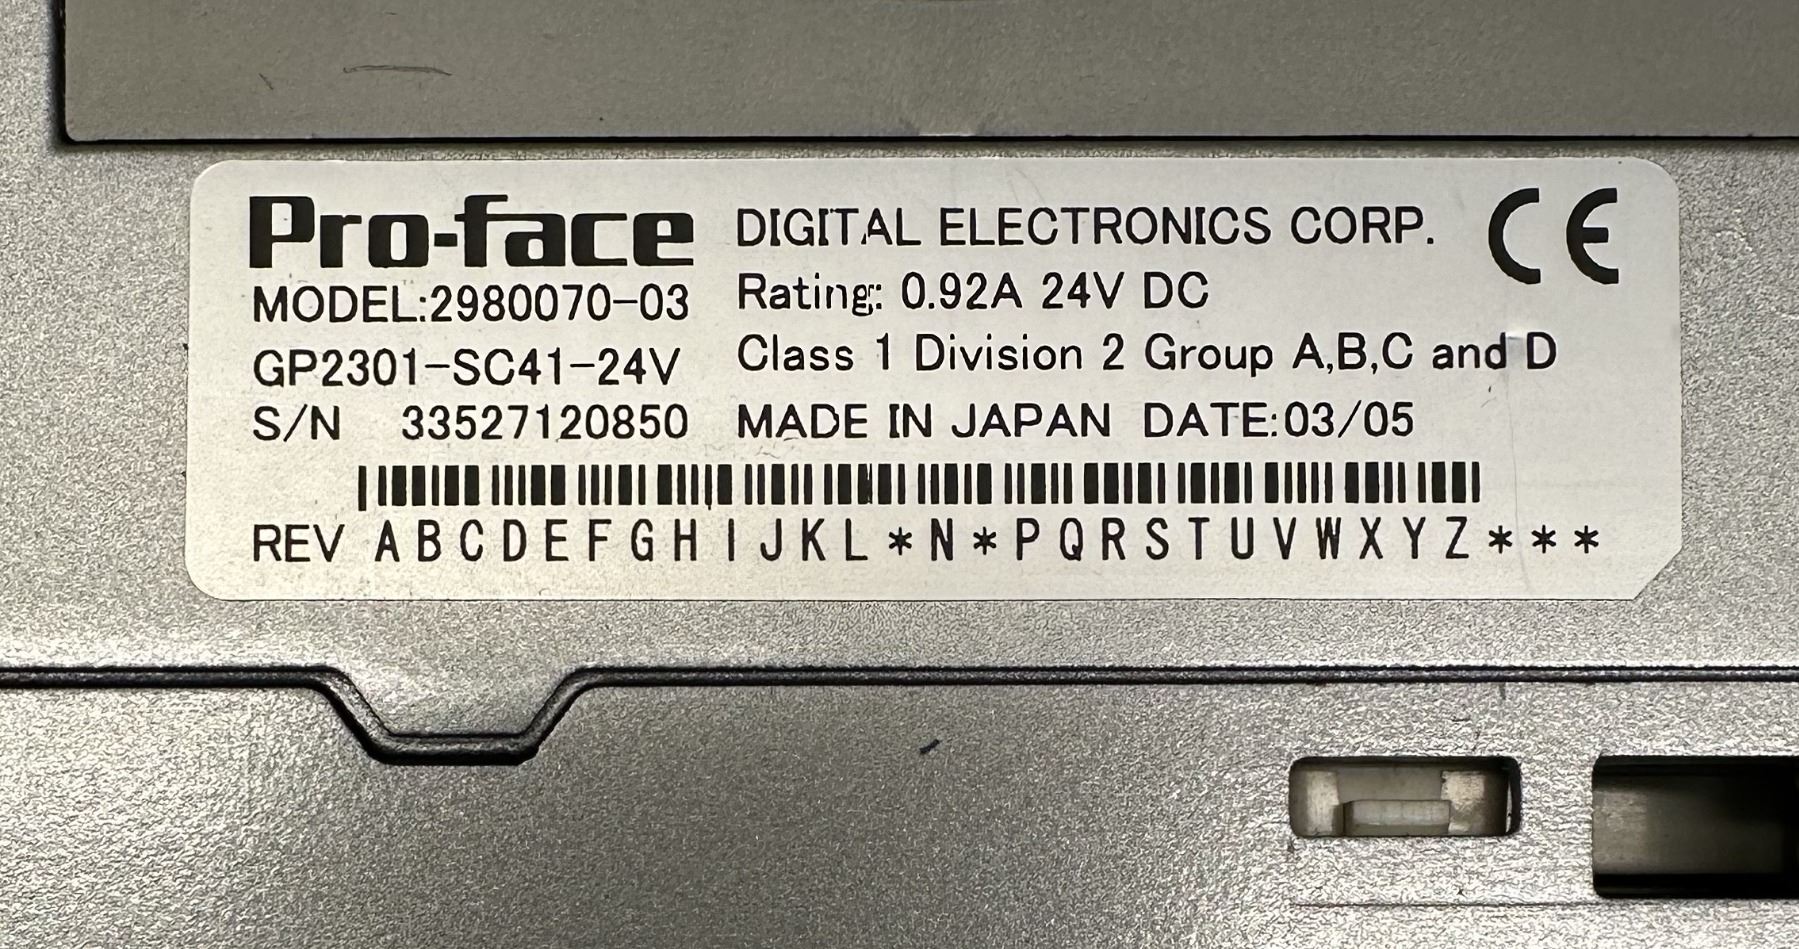 Pro-face DIGITAL ELECTRONICS CORP. CE
MODEL:2980070-03 Rating: 0.92A 24V DC
GP2301-SC41-24V Class 1 Division 2 Group A,B,C and D
S/N 33527120850 MADE IN JAPAN DATE:03/05
REV A B C D E F G H I J K L * N * P Q R S T U V W X Y Z * * *